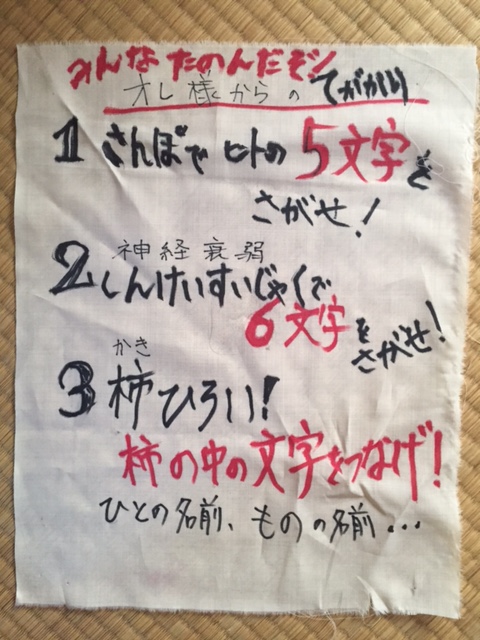 みんなたのんだぞ!
オレ様からのてがかり
1 さんぽでヒトの5文字を
さがせ!
神経衰弱
2 しんけいすいじゃくで
6文字を
さがせ!
かき
3 柿ひろい!
柿の中の文字をつなげ!
ひとの名前、ものの名前...